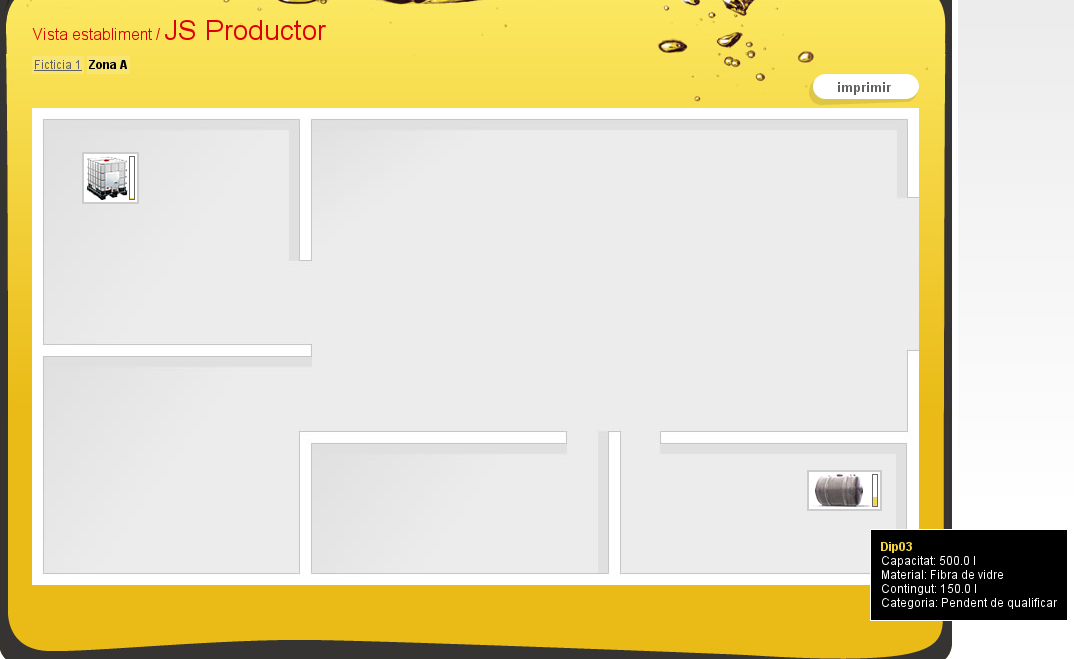 Vista establiment / JS Productor
Ficticia 1 Zona A
imprimir
Dip03
Capacitat: 500.0 l
Material: Fibra de vidre
Contingut: 150.0 l
Categoria: Pendent de qualificar